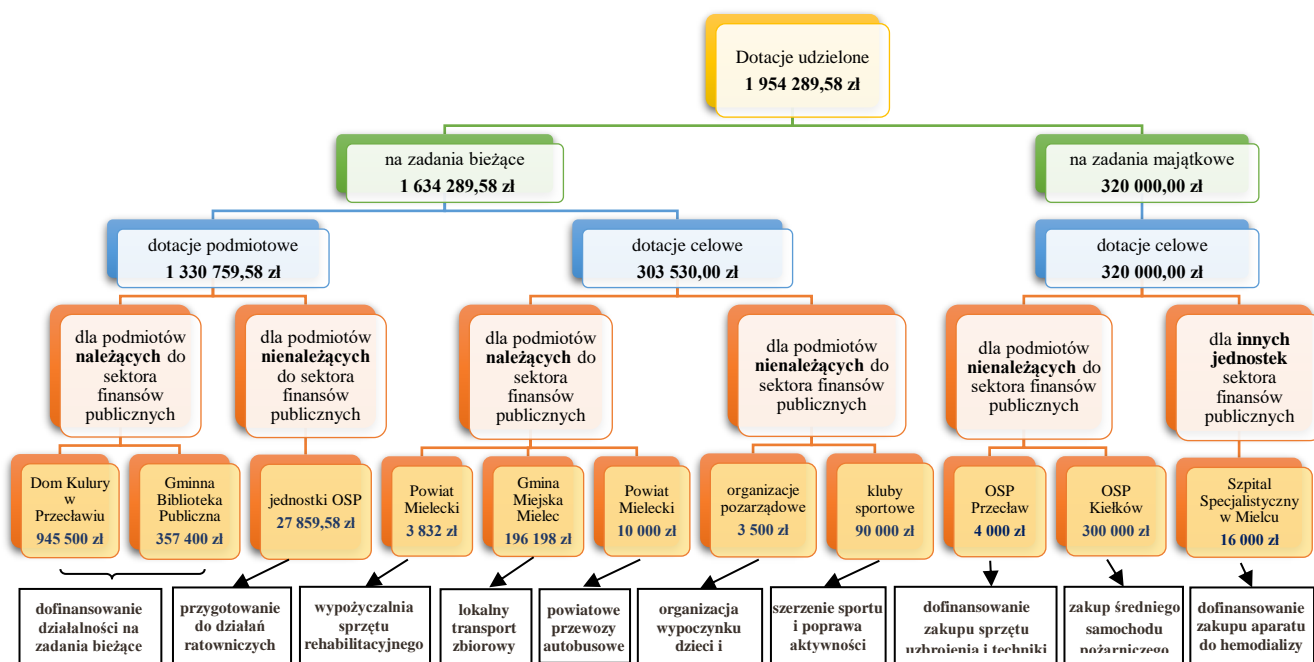 Dotacje udzielone
1 954 289,58 zł
na zadania bieżące
1 634 289,58 zł
na zadania majątkowe
320 000,00 zł
dotacje podmiotowe
1 330 759,58 zł
dotacje celowe
303 530,00 zł
dotacje celowe
320 000,00 zł
dla podmiotów
należących do
sektora
finansów
publicznych
dla podmiotów
nienależących
do sektora
finansów
publicznych
dla podmiotów
należących do
sektora
finansów
publicznych
dla podmiotów
nienależących do
sektora finansów
publicznych
dla podmiotów
nienależących do
sektora finansów
publicznych
dla innych
jednostek
sektora
finansów
publicznych
Dom Kulury
w
Przecławiu
945 500 zł
Gminna
Biblioteka
Publiczna
357 400 zł
jednostki OSP
27 859,58 zł
Powiat
Mielecki
3 832 zł
Gmina
Miejska
Mielec
196 198 zł
Powiat
Mielecki
10 000 zł
organizacje
pozarządowe
3 500 zł
kluby
sportowe
90 000 zł
OSP
Przecław
4 000 zł
OSP
Kiełków
300 000 zł
Szpital
Specjalistyczny
w Mielcu
16 000 zł
dofinansowanie
działalności na
zadania bieżące
przygotowanie
do działań
ratowniczych
wypożyczalnia
sprzętu
rehabilitacyjnego
lokalny
transport
zbiorowy
powiatowe
przewozy
autobusowe
organizacja
wypoczynku
dzieci i
szerzenie sportu
i poprawa
aktywności
dofinansowanie
zakupu sprzętu
uzbrojenia i techniki
zakup średniego
samochodu
pożarniczego
dofinansowanie
zakupu aparatu
do hemodializy